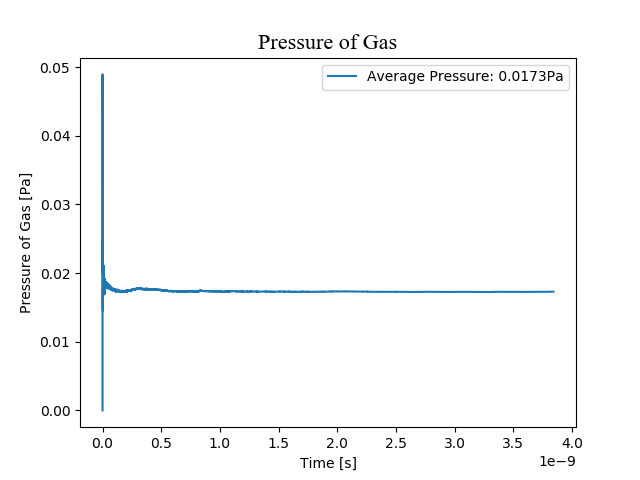 Pressure of Gas
Average Pressure: 0.0173Pa
Pressure of Gas [Pa]
0.05
0.04
0.03
0.02
0.01
0.00
0.0 0.5 1.0 1.5 2.0 2.5 3.0 3.5 4.0
1e−9
Time [s]